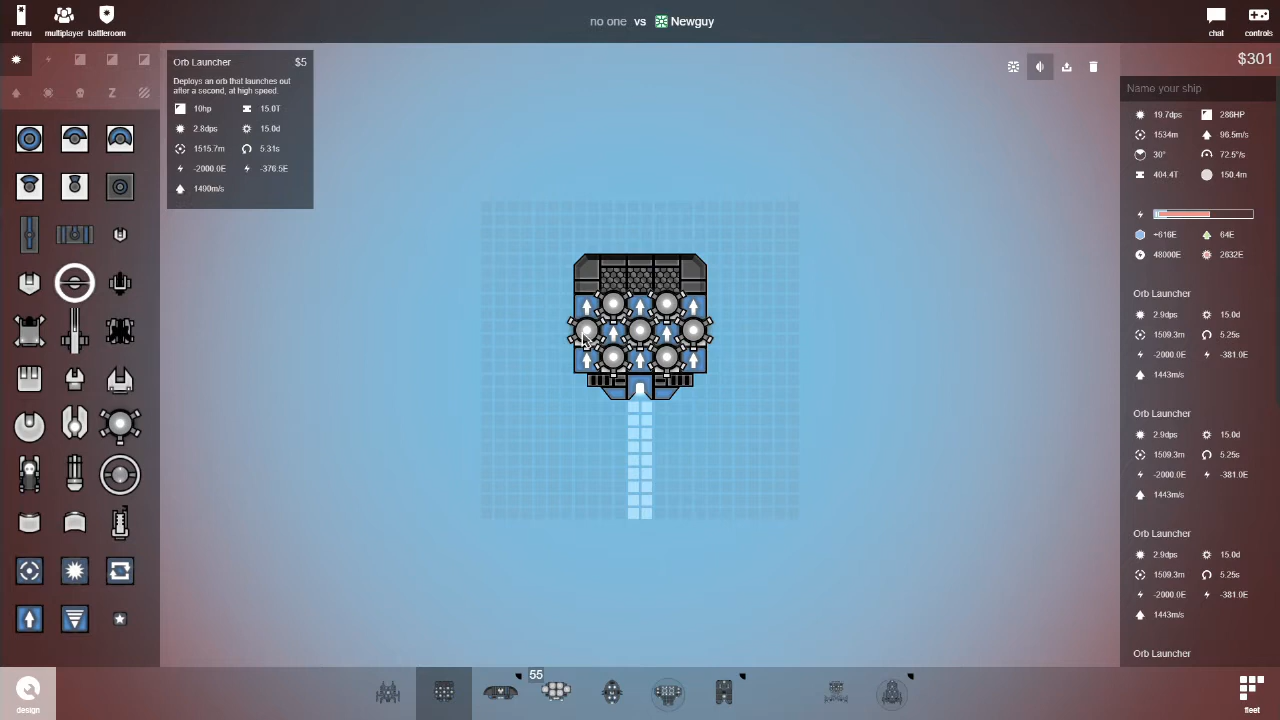 menu
multiplayer
battleroom
no one vs Newguy
chat
controls
Z
Orb Launcher $5
Deploys an orb that launches out
after a second, at high speed.
10hp 15.0T
2.8dps 15.0d
1515.7m 5.31s
-2000.0E -376.5E
1490m/s
$301
Name your ship
19.7dps 286HP
1534m 96.5m/s
30° 72.5°/s
404.4T 150.4m
+616E 64E
48000E 2632E
Orb Launcher
2.9dps 15.0d
1509.3m 5.25s
-2000.0E -381.0E
1443m/s
Orb Launcher
2.9dps 15.0d
1509.3m 5.25s
-2000.0E -381.0E
1443m/s
Orb Launcher
2.9dps 15.0d
1509.3m 5.25s
-2000.0E -381.0E
1443m/s
Orb Launcher
design
55
fleet